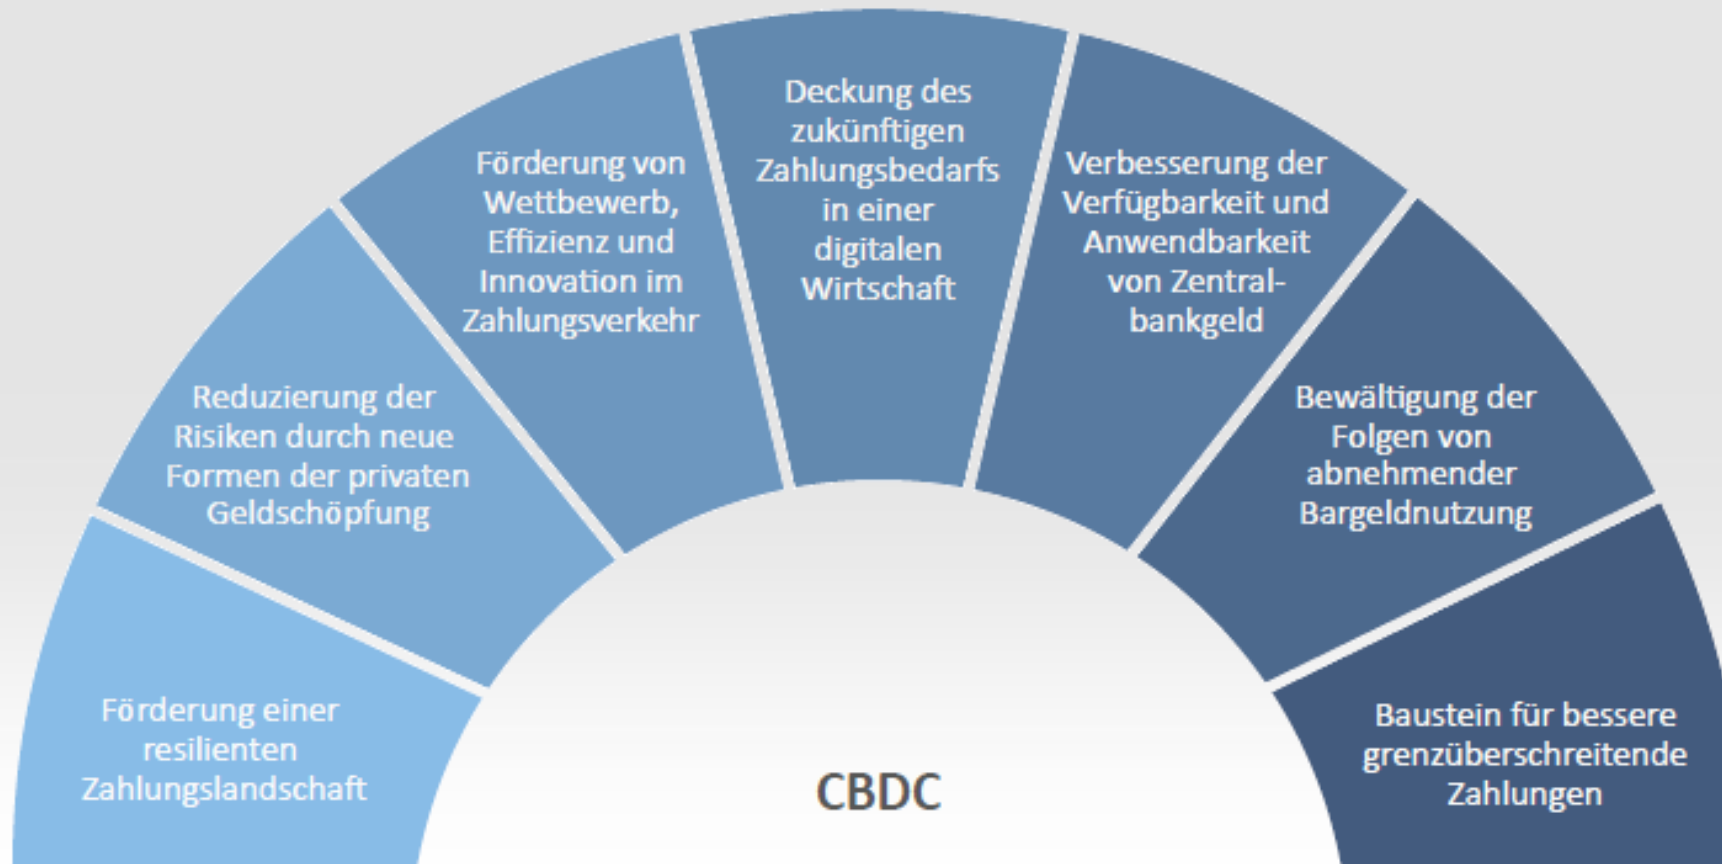 Förderung einer
resilienten
Zahlungslandschaft
Reduzierung der
Risiken durch neue
Formen der privaten
Geldschöpfung
Förderung von
Wettbewerb,
Effizienz und
Innovation im
Zahlungsverkehr
Deckung des
zukünftigen
Zahlungsbedarfs
in einer
digitalen
Wirtschaft
Verbesserung der
Verfügbarkeit und
Anwendbarkeit
von Zentral-
bankgeld
Bewältigung der
Folgen von
abnehmender
Bargeldnutzung
Baustein für bessere
grenzüberschreitende
Zahlungen
CBDC